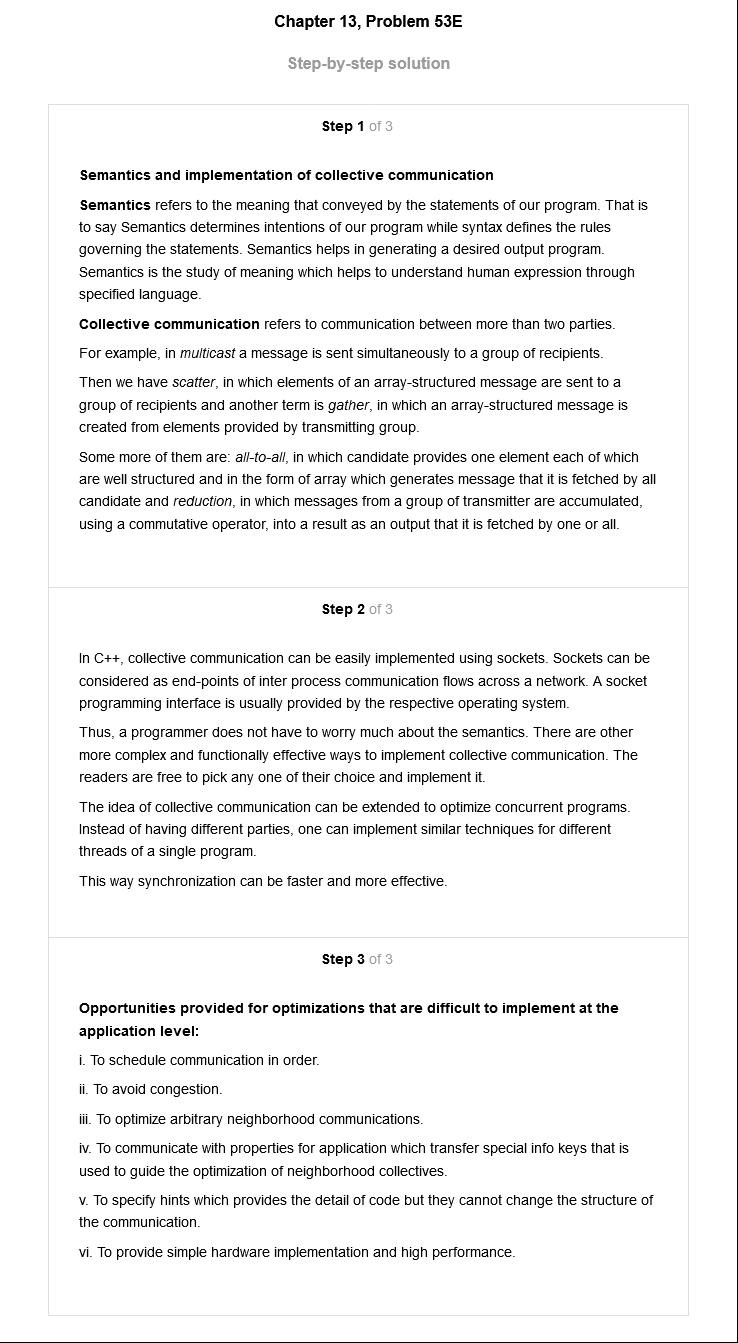 Chapter 13, Problem 53E
Step-by-step solution
Step 1 of 3
Semantics and implementation of collective communication
Semantics refers to the meaning that conveyed by the statements of our program. That is
to say Semantics determines intentions of our program while syntax defines the rules
governing the statements. Semantics helps in generating a desired output program.
Semantics is the study of meaning which helps to understand human expression through
specified language.
Collective communication refers to communication between more than two parties.
For example, in multicast a message is sent simultaneously to a group of recipients.
Then we have scatter, in which elements of an array-structured message are sent to a
group of recipients and another term is gather, in which an array-structured message is
created from elements provided by transmitting group.
Some more of them are: all-to-all, in which candidate provides one element each of which
are well structured and in the form of array which generates message that it is fetched by all
candidate and reduction, in which messages from a group of transmitter are accumulated,
using a commutative operator, into a result as an output that it is fetched by one or all.
Step 2 of 3
In C++, collective communication can be easily implemented using sockets. Sockets can be
considered as end-points of inter process communication flows across a network. A socket
programming interface is usually provided by the respective operating system.
Thus, a programmer does not have to worry much about the semantics. There are other
more complex and functionally effective ways to implement collective communication. The
readers are free to pick any one of their choice and implement it.
The idea of collective communication can be extended to optimize concurrent programs.
Instead of having different parties, one can implement similar techniques for different
threads of a single program.
This way synchronization can be faster and more effective.
Step 3 of 3
Opportunities provided for optimizations that are difficult to implement at the
application level:
i. To schedule communication in order.
ii. To avoid congestion.
iii. To optimize arbitrary neighborhood communications.
iv. To communicate with properties for application which transfer special info keys that is
used to guide the optimization of neighborhood collectives.
v. To specify hints which provides the detail of code but they cannot change the structure of
the communication.
vi. To provide simple hardware implementation and high performance.